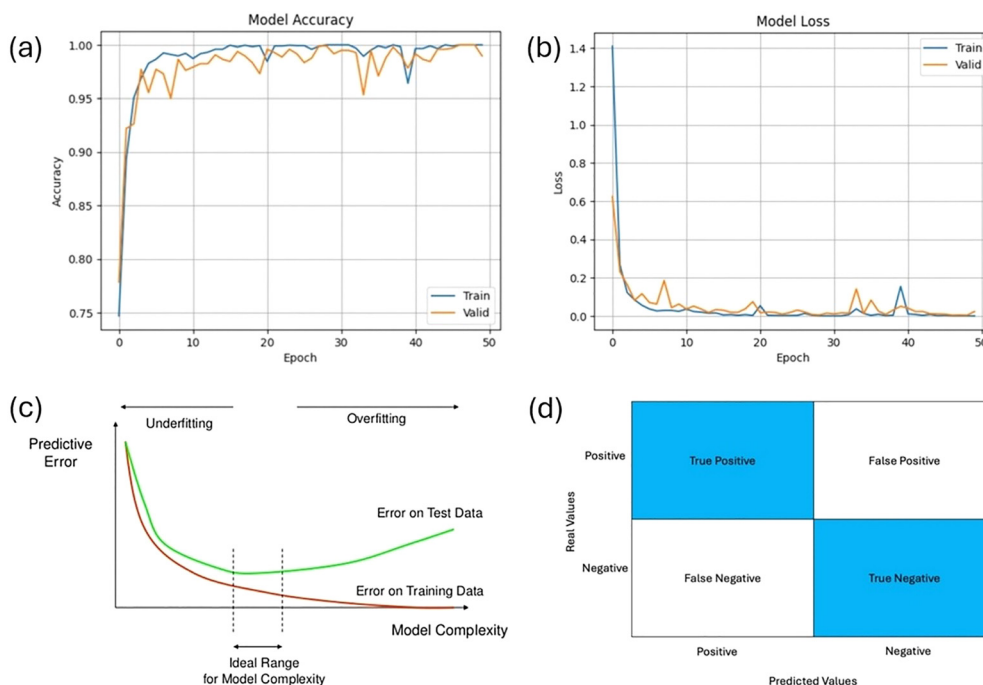 (a)
Model Accuracy
1.00
0.95
0.90
0.85
0.80
0.75
Accuracy
0
10
20
30
40
50
Epoch
Train
Valid
(b)
Model Loss
1.4
1.2
1.0
0.8
0.6
0.4
0.2
0.0
Loss
0
10
20
30
40
50
Epoch
Train
Valid
(c)
Underfitting
Overfitting
Predictive
Error
Error on Test Data
Error on Training Data
Model Complexity
Ideal Range
for Model Complexity
(d)
Real Values
Positive
True Positive
False Positive
Negative
False Negative
True Negative
Positive
Negative
Predicted Values